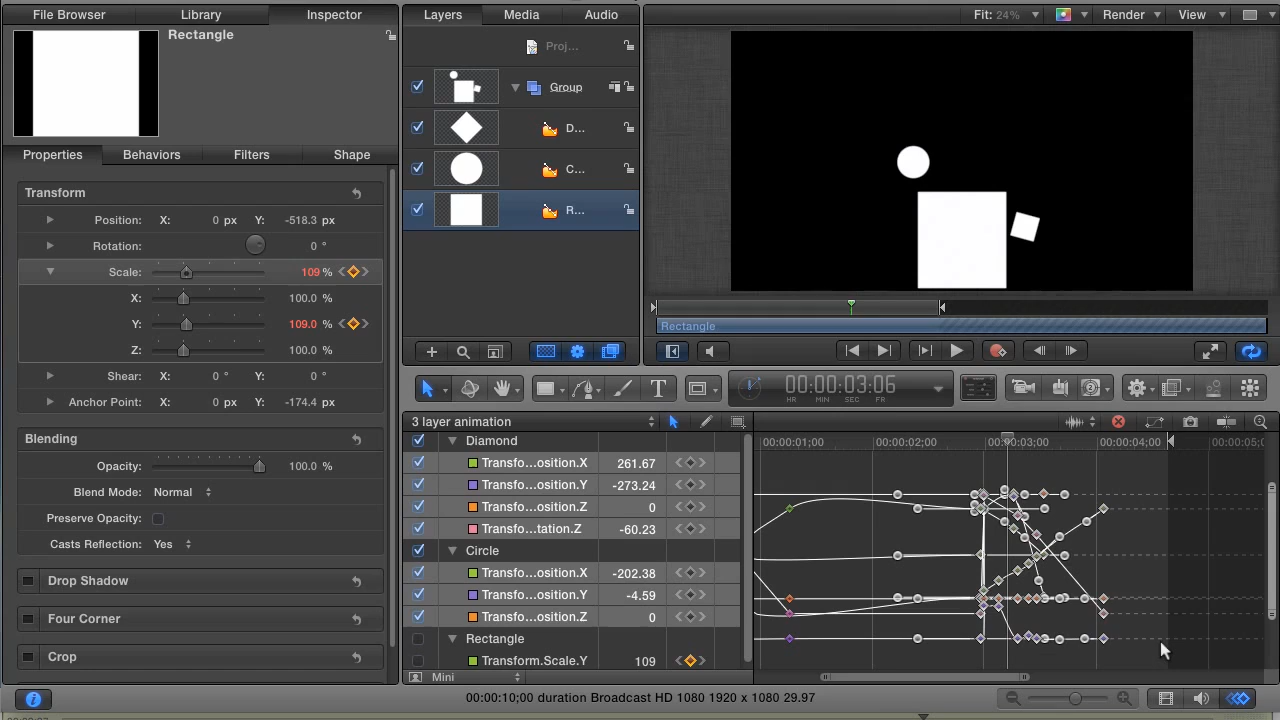 File Browser Library Inspector
Rectangle
Properties Behaviors Filters Shape
Transform
Position: X: 0 px Y: -518.3 px
Rotation: 0 °
Scale: 109 %
X: 100.0 %
Y: 109.0 %
Z: 100.0 %
Shear: X: 0 ° Y: 0 °
Anchor Point: X: 0 px Y: -174.4 px
Blending
Opacity: 100.0 %
Blend Mode: Normal
Preserve Opacity:
Casts Reflection: Yes
Drop Shadow
Four Corner
Crop
Layers Media Audio
Proj...
Group
D...
C...
R...
Fit: 24% Render View
Rectangle
T
00:00:03;06
HR MIN SEC FR
3 layer animation
00:00:01;00 00:00:02;00 00:00:03;00 00:00:04;00 00:00:05;0
Diamond
Transfo...osition.X 261.67
Transfo...osition.Y -273.24
Transfo...osition.Z 0
Transfo...tation.Z -60.23
Circle
Transfo...osition.X -202.38
Transfo...osition.Y -4.59
Transfo...osition.Z 0
Rectangle
Transform.Scale.Y 109
Mini
00:00:10;00 duration Broadcast HD 1080 1920 x 1080 29.97